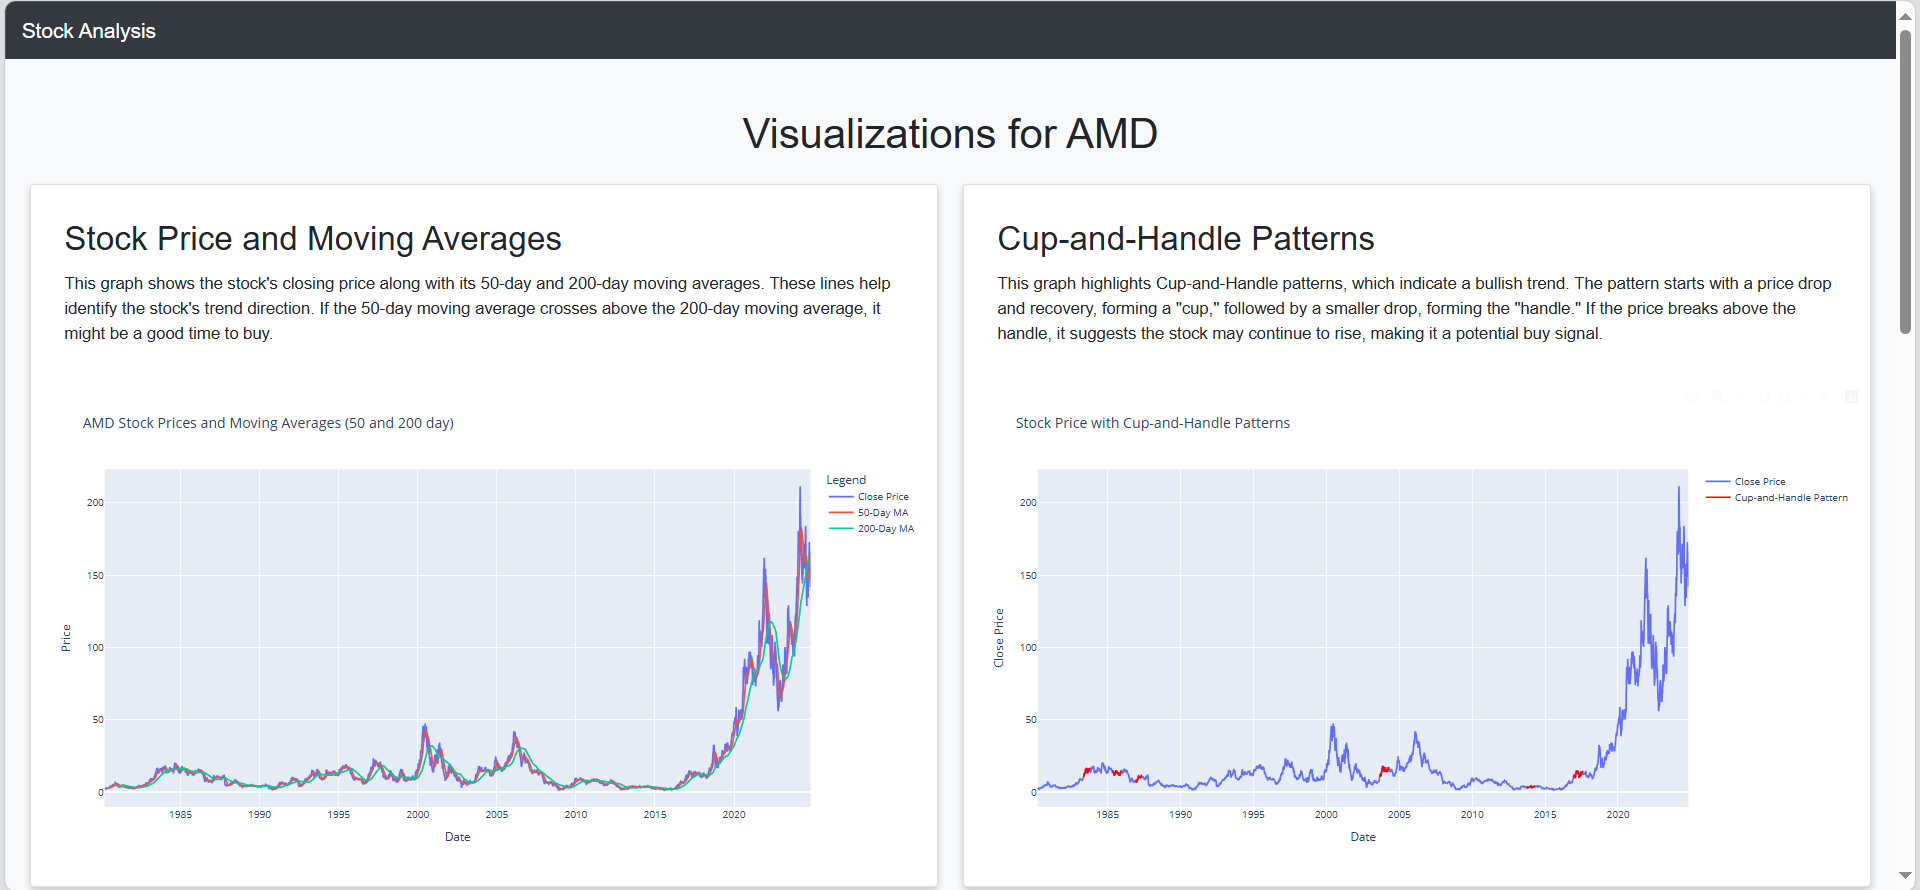 Stock Analysis
Visualizations for AMD
Stock Price and Moving Averages
This graph shows the stock's closing price along with its 50-day and 200-day moving averages. These lines help
identify the stock's trend direction. If the 50-day moving average crosses above the 200-day moving average, it
might be a good time to buy.
AMD Stock Prices and Moving Averages (50 and 200 day)
Legend
Close Price
50-Day MA
200-Day MA
Price
200
150
100
50
0
1985
1990
1995
2000
2005
2010
2015
2020
Date
Cup-and-Handle Patterns
This graph highlights Cup-and-Handle patterns, which indicate a bullish trend. The pattern starts with a price drop
and recovery, forming a "cup," followed by a smaller drop, forming the "handle." If the price breaks above the
handle, it suggests the stock may continue to rise, making it a potential buy signal.
Stock Price with Cup-and-Handle Patterns
Close Price
Cup-and-Handle Pattern
Close Price
200
150
100
50
0
1985
1990
1995
2000
2005
2010
2015
2020
Date